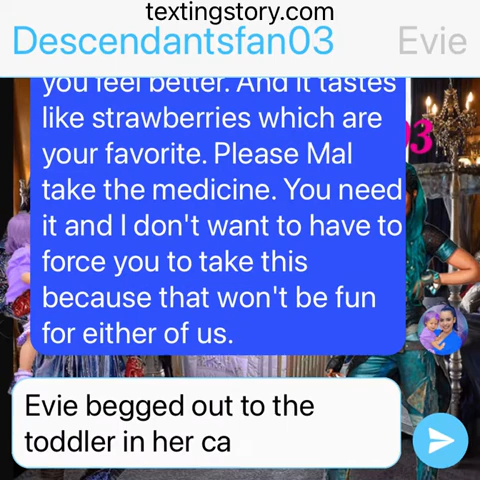 textingstory.com
Descendantsfan03 Evie
you feel better. And it tastes
like strawberries which are
your favorite. Please Mal
take the medicine. You need
it and I don't want to have to
force you to take this
because that won't be fun
for either of us.
03
Evie begged out to the
toddler in her ca